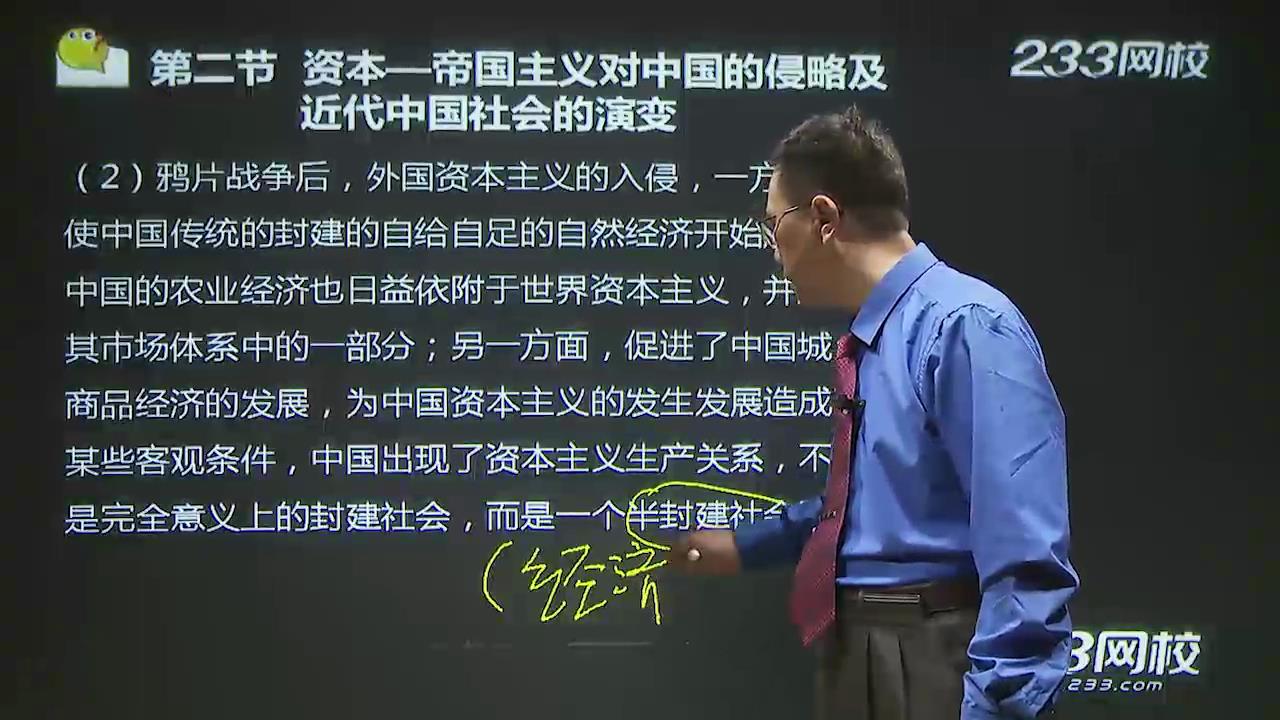 第二节 资本—帝国主义对中国的侵略及
近代中国社会的演变
233网校
（2）鸦片战争后，外国资本主义的入侵，一方
使中国传统的封建的自给自足的自然经济开始
中国的农业经济也日益依附于世界资本主义，并
其市场体系中的一部分；另一方面，促进了中国城
商品经济的发展，为中国资本主义的发生发展造成
某些客观条件，中国出现了资本主义生产关系，不
是完全意义上的封建社会，而是一个半封建社会
（经济
3网校
233.com